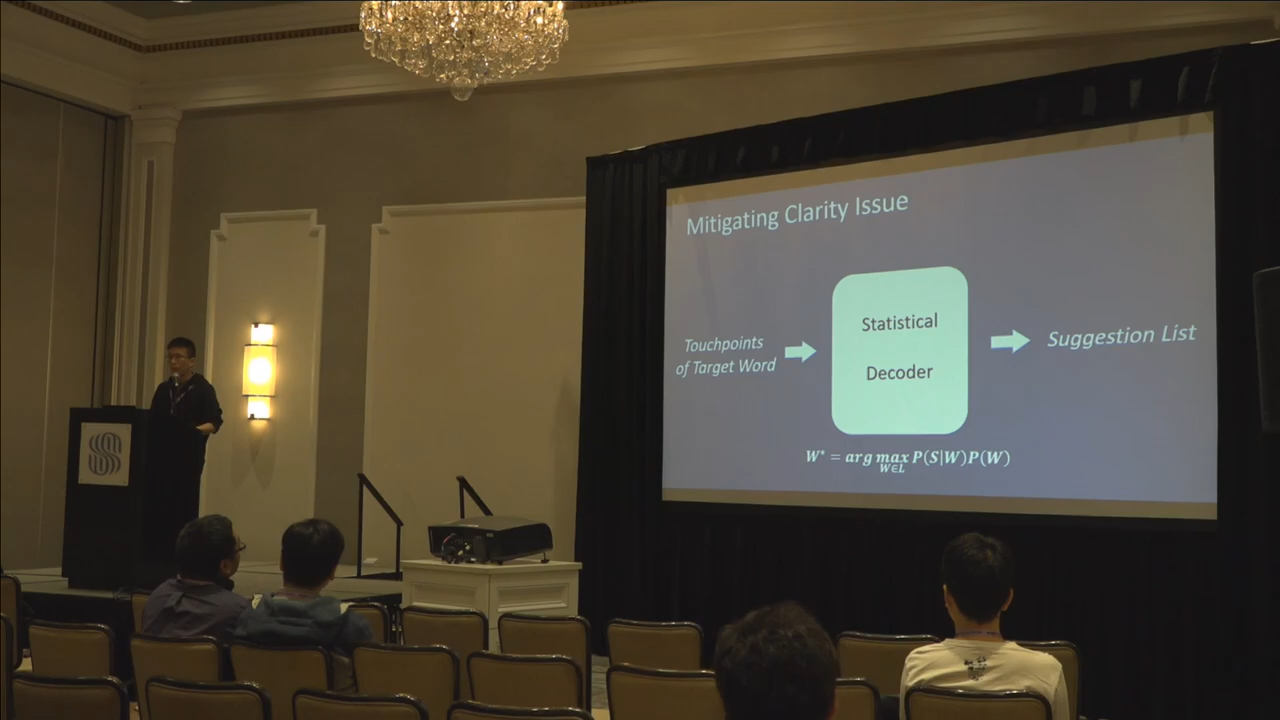 Mitigating Clarity Issue
Touchpoints
of Target Word
Statistical
Decoder
Suggestion List
W* = arg max P(S|W)P(W)
W∈L